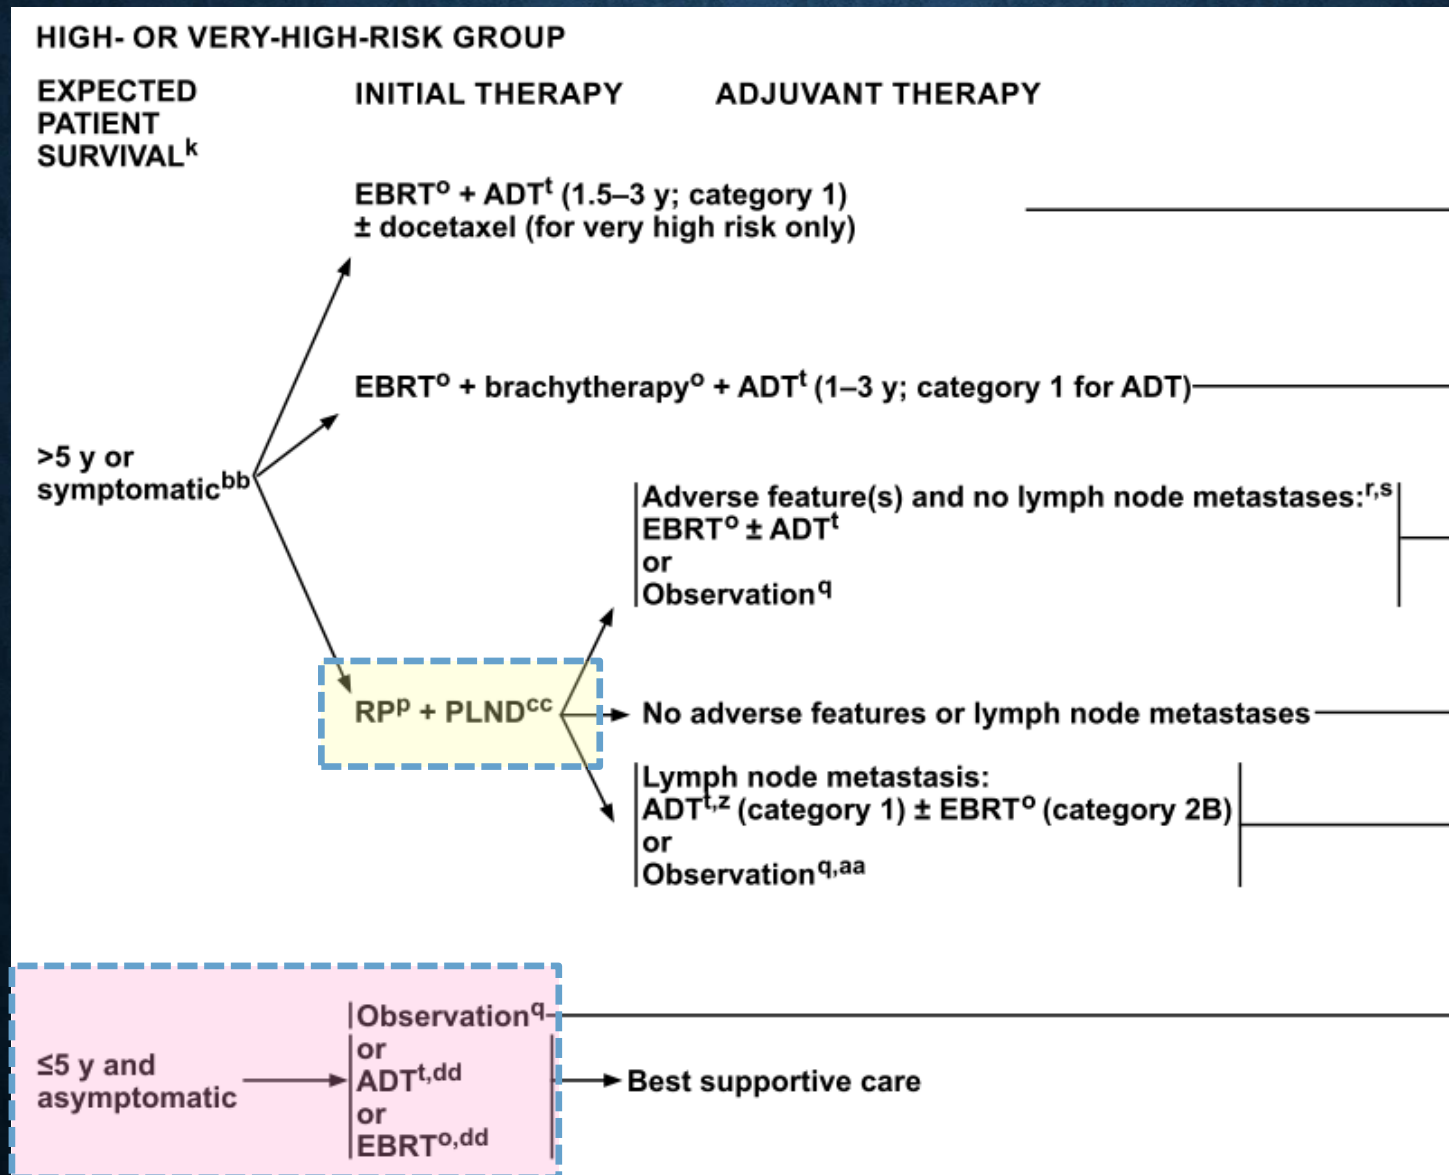 HIGH- OR VERY-HIGH-RISK GROUP
EXPECTED
PATIENT
SURVIVALᵏ
INITIAL THERAPY
ADJUVANT THERAPY
EBRTᵒ + ADTᵗ (1.5–3 y; category 1)
± docetaxel (for very high risk only)
EBRTᵒ + brachytherapyᵒ + ADTᵗ (1–3 y; category 1 for ADT)
>5 y or
symptomaticᵇᵇ
Adverse feature(s) and no lymph node metastases:ʳ,ˢ
EBRTᵒ ± ADTᵗ
or
Observation^q
RPᵖ + PLNDᶜᶜ
No adverse features or lymph node metastases
Lymph node metastasis:
ADTᵗ,ᶻ (category 1) ± EBRTᵒ (category 2B)
or
Observation^q,aa
≤5 y and
asymptomatic
Observation^q
or
ADTᵗ,ᵈᵈ
or
EBRTᵒ,ᵈᵈ
Best supportive care